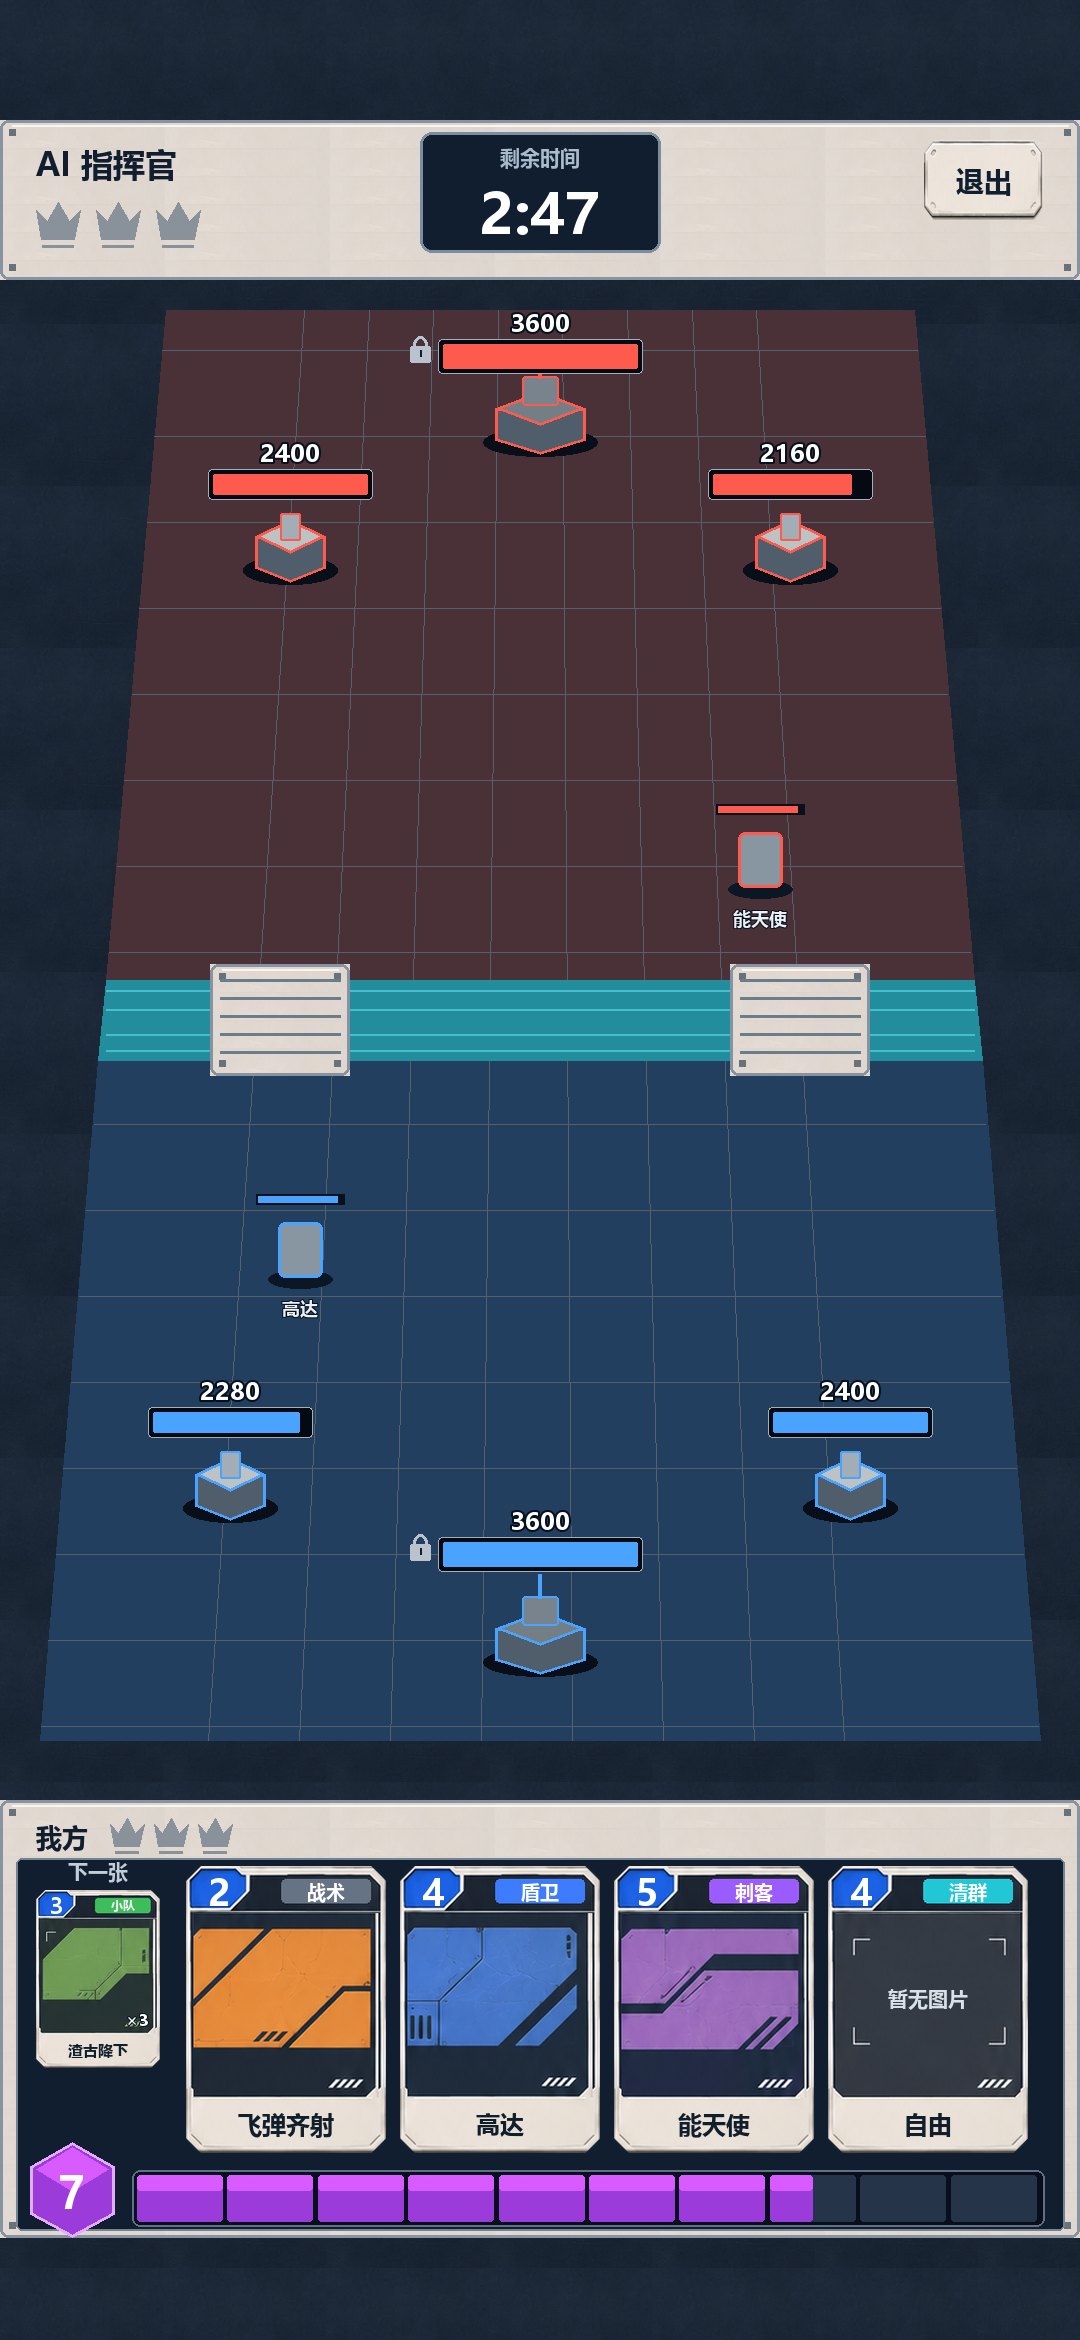 AI 指挥官
剩余时间
2:47
退出
3600
2400
2160
能天使
高达
2280
2400
3600
我方
下一张
3 小队
×3
渣古降下
2 战术
飞弹齐射
4 盾卫
高达
5 刺客
能天使
4 清群
暂无图片
自由
7